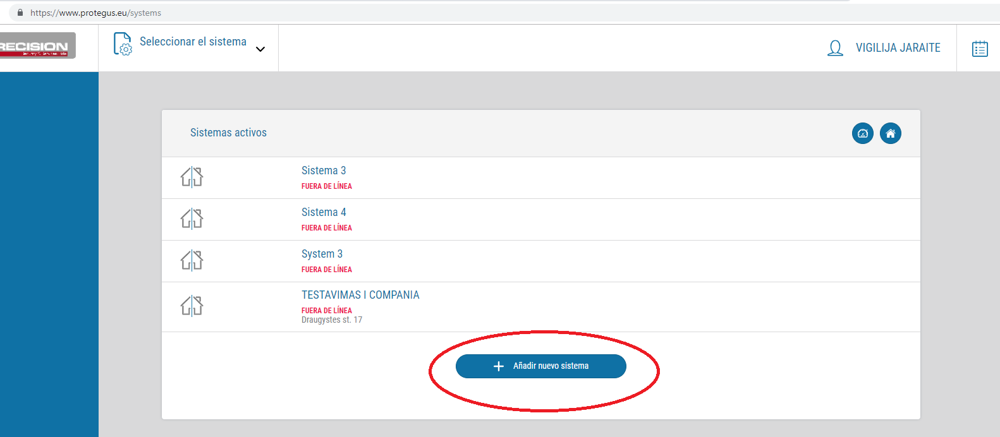 https://www.protegus.eu/systems
RECISION
Seleccionar el sistema
VIGILIJA JARAITE
Sistemas activos
Sistema 3
FUERA DE LÍNEA
Sistema 4
FUERA DE LÍNEA
System 3
FUERA DE LÍNEA
TESTAVIMAS I COMPANIA
FUERA DE LÍNEA
Draugystes st. 17
Añadir nuevo sistema